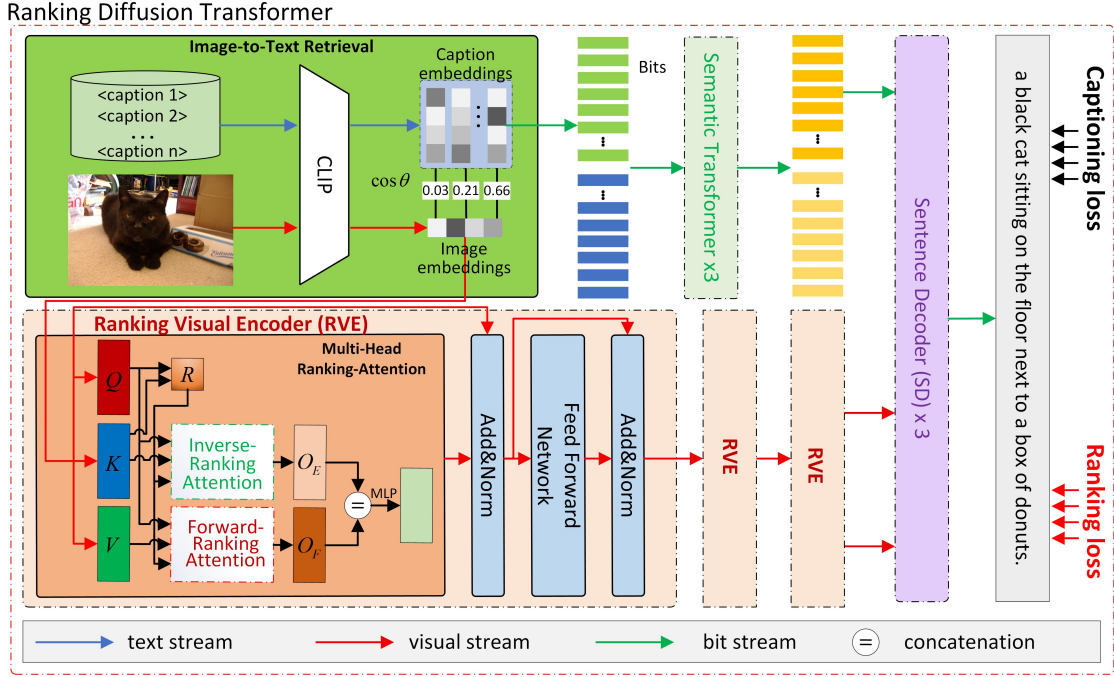 Ranking Diffusion Transformer
Image-to-Text Retrieval
<caption 1>
<caption 2>
...
<caption n>
CLIP
Caption
embeddings
cosθ
0.03
0.21
0.66
Image
embeddings
Bits
Semantic Transformer x3
Sentence Decoder (SD) x 3
a black cat sitting on the floor next to a box of donuts.
Captioning loss
Ranking loss
Ranking Visual Encoder (RVE)
Multi-Head
Ranking-Attention
Q
K
V
R
Inverse-
Ranking
Attention
Forward-
Ranking
Attention
O_E
O_F
=
MLP
Add&Norm
Feed Forward
Network
Add&Norm
RVE
RVE
text stream
visual stream
bit stream
= concatenation